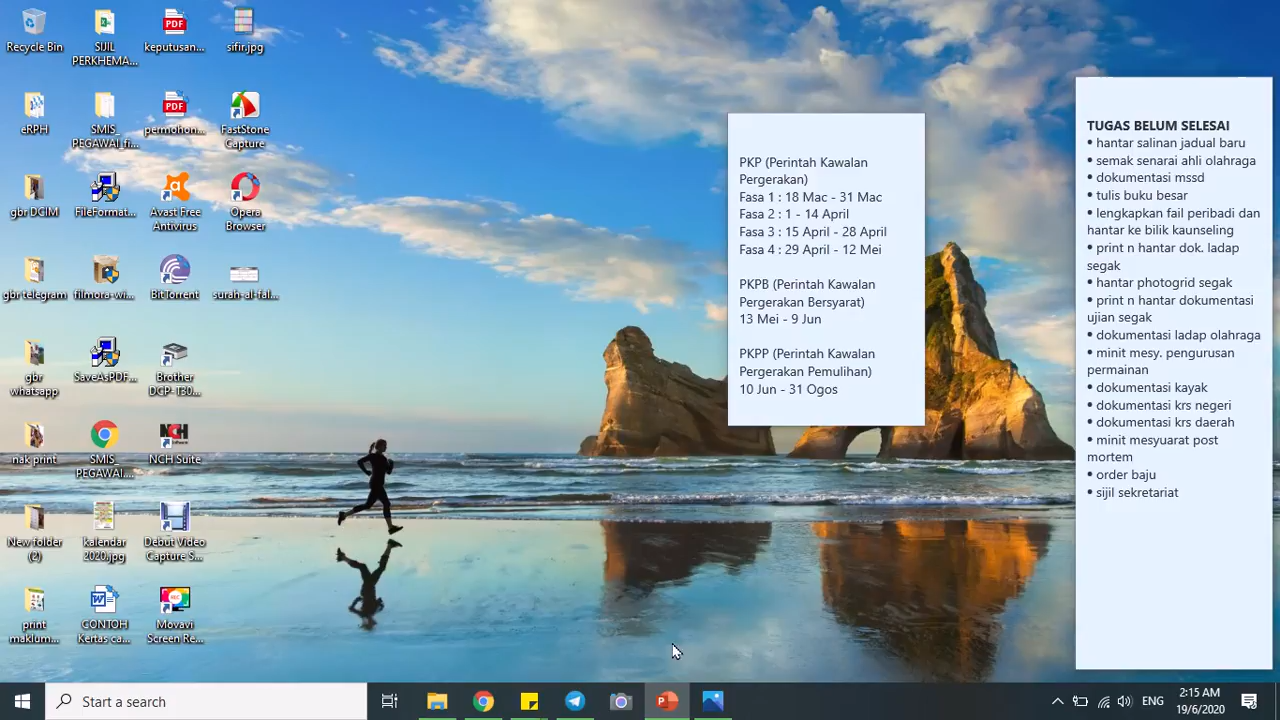 Recycle Bin
SIJIL
PERKHEMA...
keputusan...
sifir.jpg
eRPH
SMIS_
PEGAWAI_fi...
permohon...
FastStone
Capture
gbr DCIM
FileFormat...
Avast Free
Antivirus
Opera
Browser
gbr telegram
filmora-wi...
BitTorrent
surah-al-fal...
gbr
whatsapp
SaveAsPDF...
Brother
DCP-T30...
nak print
SMIS_
PEGAWAI....
NCH Suite
New folder
(2)
kalendar
2020.jpg
Debut Video
Capture S...
print
maklum...
CONTOH
Kertas ca...
Movavi
Screen Re...
PKP (Perintah Kawalan
Pergerakan)
Fasa 1 : 18 Mac - 31 Mac
Fasa 2 : 1 - 14 April
Fasa 3 : 15 April - 28 April
Fasa 4 : 29 April - 12 Mei
PKPB (Perintah Kawalan
Pergerakan Bersyarat)
13 Mei - 9 Jun
PKPP (Perintah Kawalan
Pergerakan Pemulihan)
10 Jun - 31 Ogos
TUGAS BELUM SELESAI
• hantar salinan jadual baru
• semak senarai ahli olahraga
• dokumentasi mssd
• tulis buku besar
• lengkapkan fail peribadi dan
hantar ke bilik kaunseling
• print n hantar dok. ladap
segak
• hantar photogrid segak
• print n hantar dokumentasi
ujian segak
• dokumentasi ladap olahraga
• minit mesy. pengurusan
permainan
• dokumentasi kayak
• dokumentasi krs negeri
• dokumentasi krs daerah
• minit mesyuarat post
mortem
• order baju
• sijil sekretariat
Start a search
ENG
2:15 AM
19/6/2020